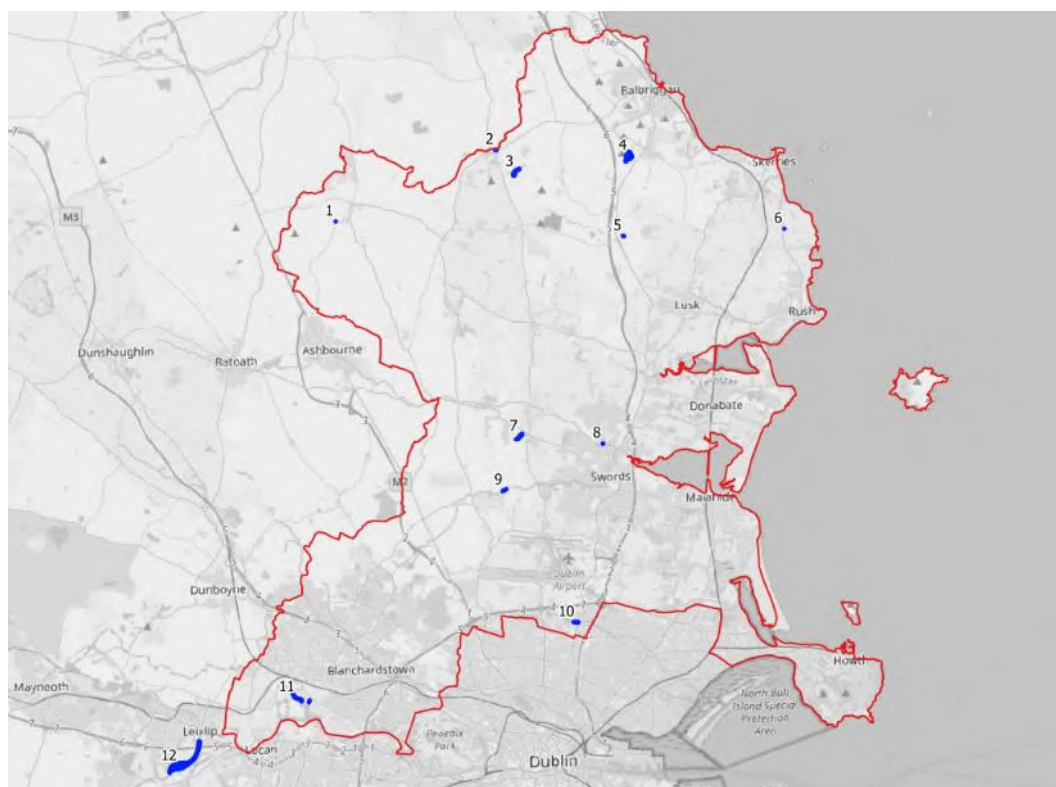 Leinster
Balbriggan
2
3
4
Skerries
M3
1
5
6
Lusk
Rush
Dunshaughlin
Ratoath
Ashbourne
Leinster
Donabate
7
8
Swords
M2
9
Malahide
Dublin
Airport
Dunboyne
10
Blanchardstown
Howth
Maynooth
11
North Bull
Island Special
Protection
Area
Leixlip
Phoenix
Park
12
Lucan
Dublin